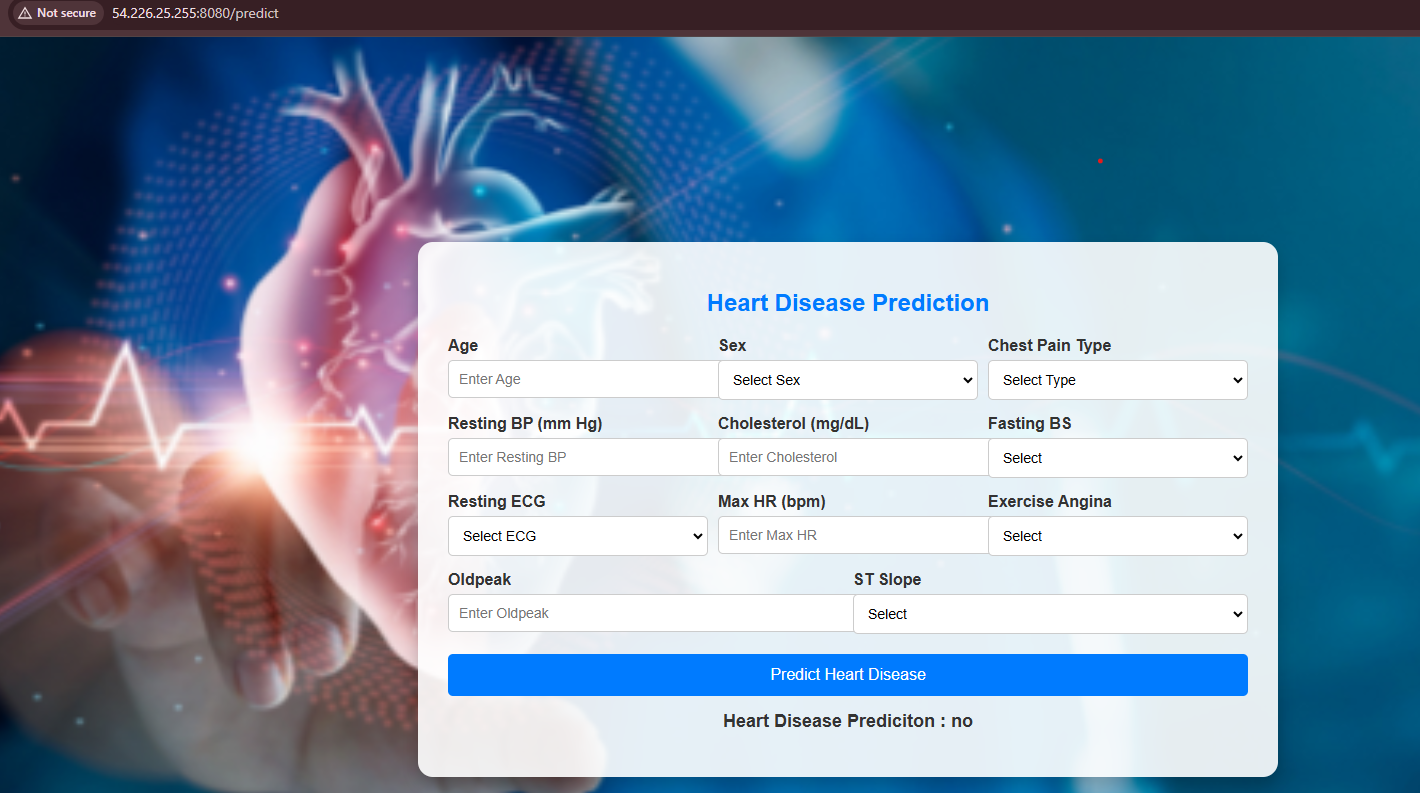 Not secure 54.226.25.255:8080/predict
Heart Disease Prediction
Age Sex Chest Pain Type
Enter Age Select Sex Select Type
Resting BP (mm Hg) Cholesterol (mg/dL) Fasting BS
Enter Resting BP Enter Cholesterol Select
Resting ECG Max HR (bpm) Exercise Angina
Select ECG Enter Max HR Select
Oldpeak ST Slope
Enter Oldpeak Select
Predict Heart Disease
Heart Disease Prediciton : no